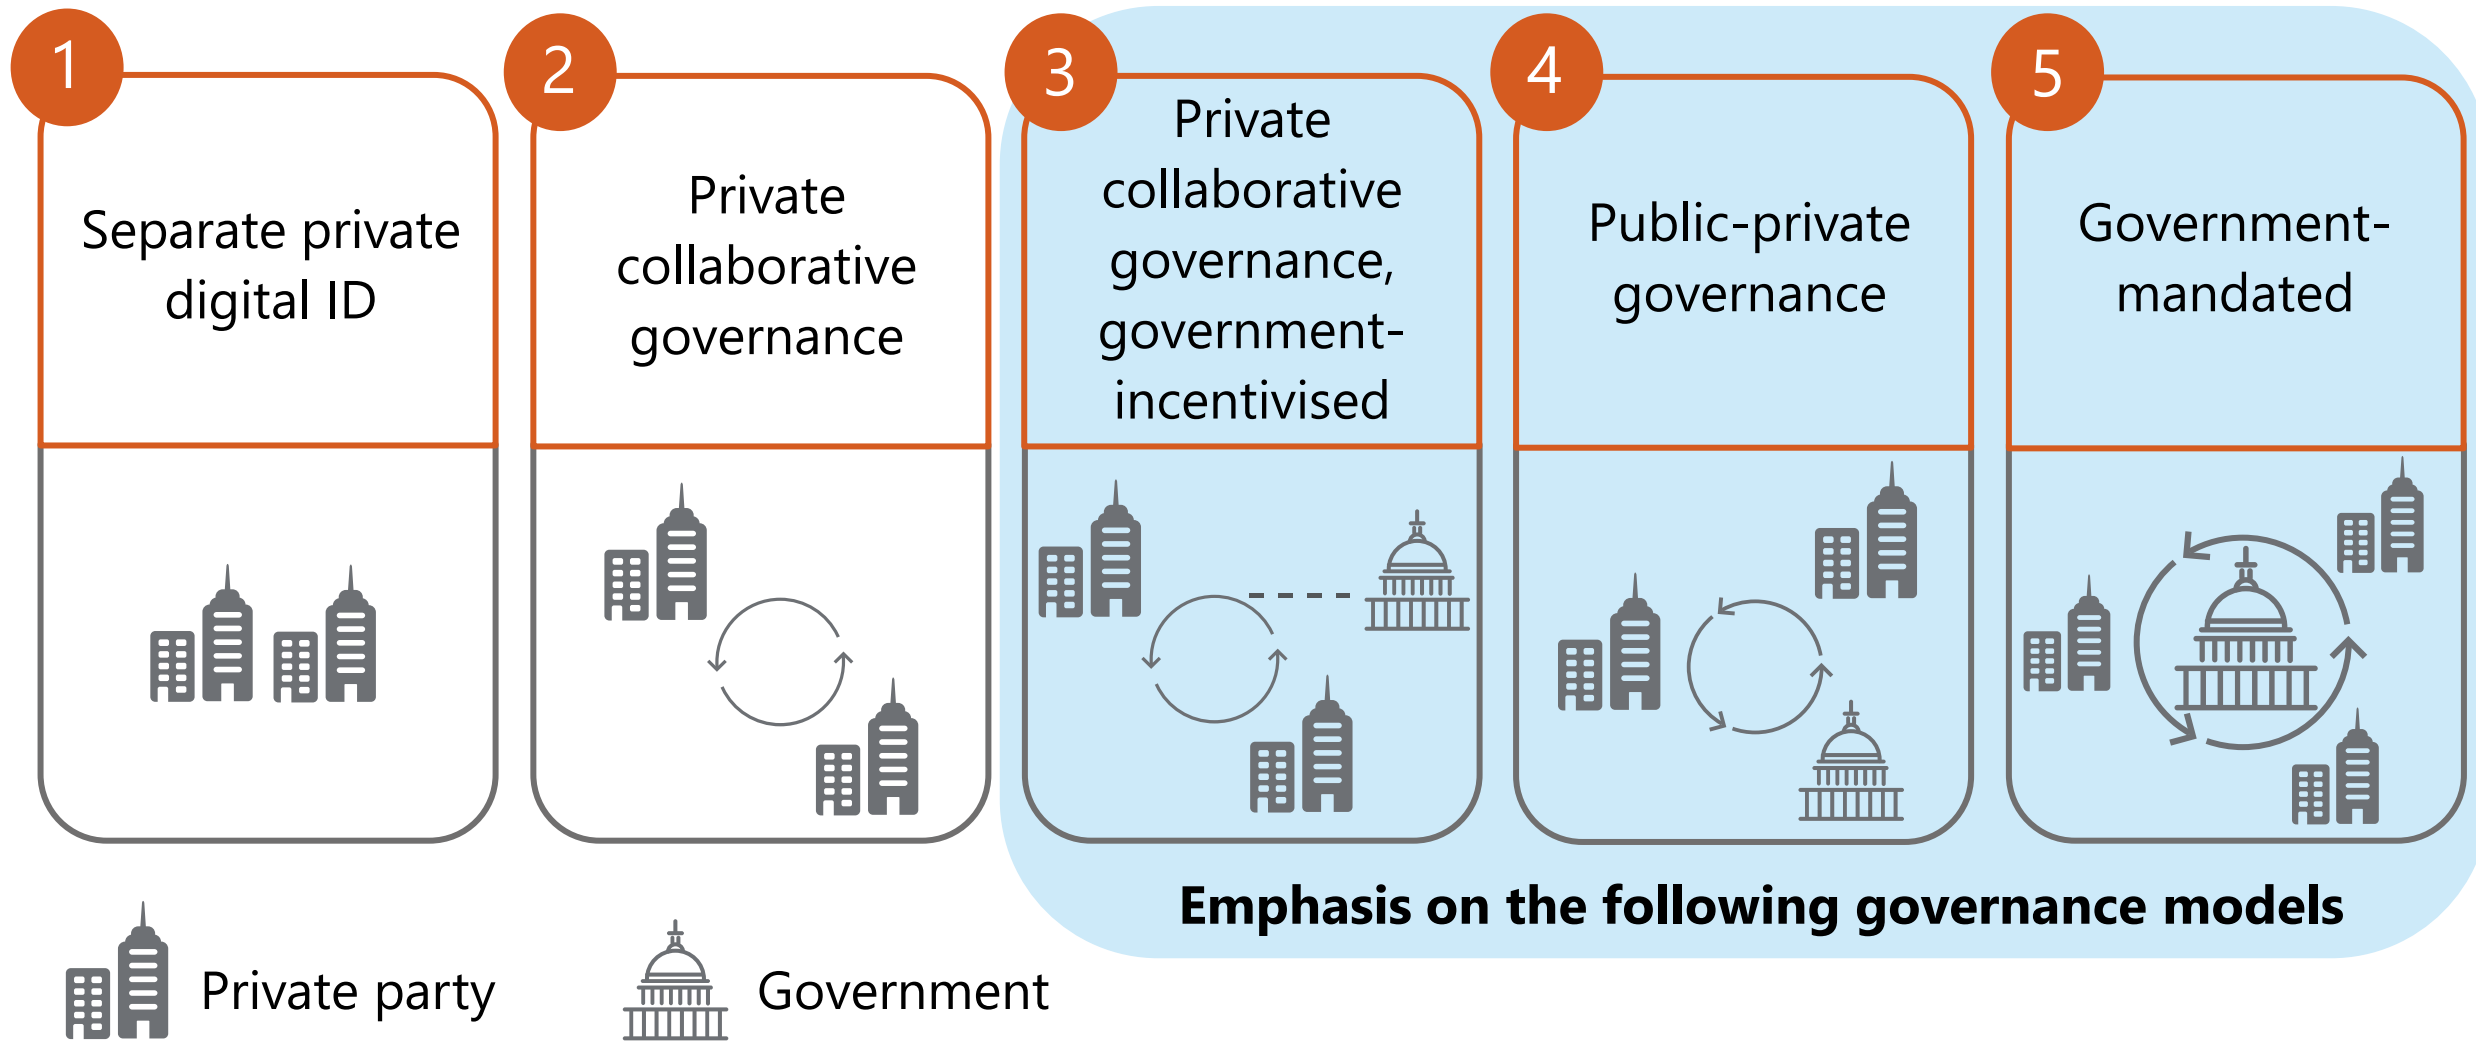 1
Separate private
digital ID
2
Private
collaborative
governance
3
Private
collaborative
governance,
government-
incentivised
4
Public-private
governance
5
Government-
mandated
Emphasis on the following governance models
Private party
Government